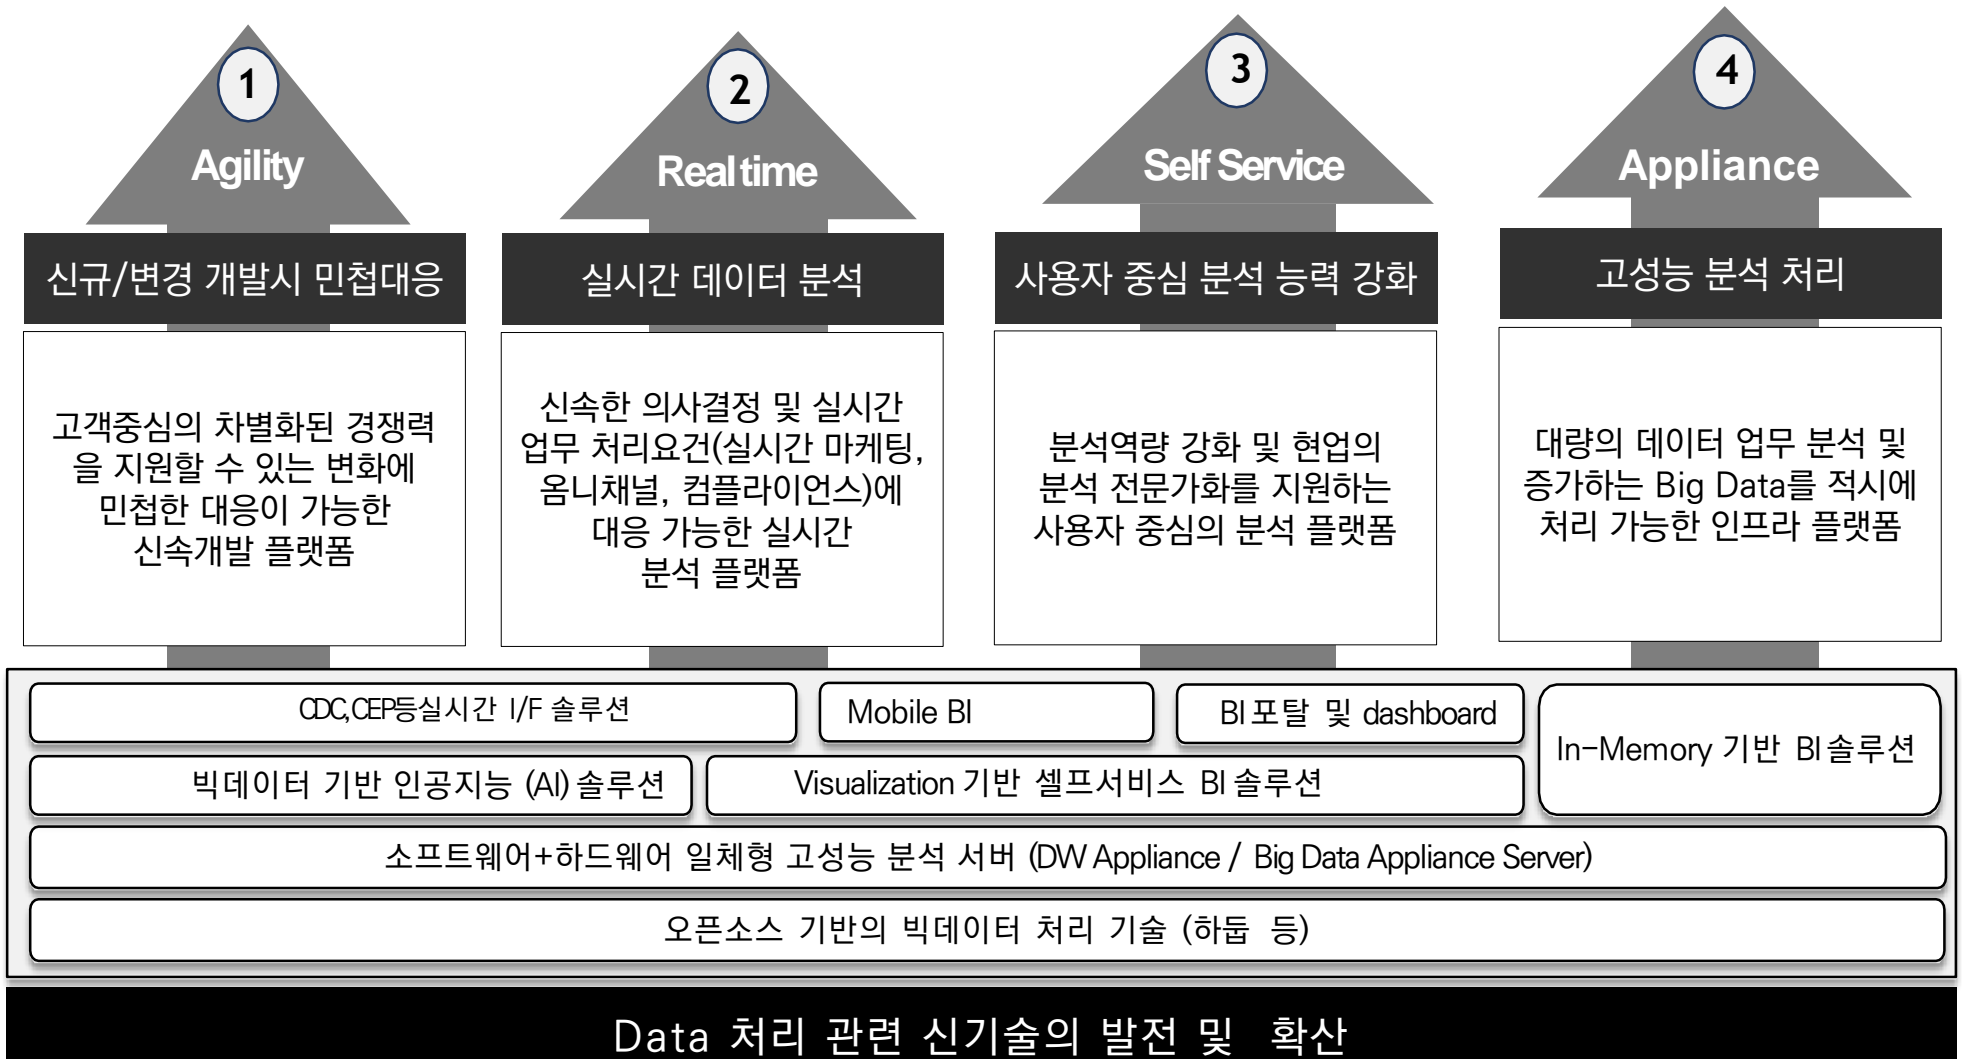 1
Agility
신규/변경 개발시 민첩대응
고객중심의 차별화된 경쟁력
을 지원할 수 있는 변화에
민첩한 대응이 가능한
신속개발 플랫폼
2
Real time
실시간 데이터 분석
신속한 의사결정 및 실시간
업무 처리요건(실시간 마케팅,
옴니채널, 컴플라이언스)에
대응 가능한 실시간
분석 플랫폼
3
Self Service
사용자 중심 분석 능력 강화
분석역량 강화 및 현업의
분석 전문가화를 지원하는
사용자 중심의 분석 플랫폼
4
Appliance
고성능 분석 처리
대량의 데이터 업무 분석 및
증가하는 Big Data를 적시에
처리 가능한 인프라 플랫폼
CDC,CEP등실시간 I/F 솔루션
Mobile BI
BI포탈 및 dashboard
In-Memory 기반 BI솔루션
빅데이터 기반 인공지능 (AI) 솔루션
Visualization 기반 셀프서비스 BI 솔루션
소프트웨어+하드웨어 일체형 고성능 분석 서버 (DW Appliance / Big Data Appliance Server)
오픈소스 기반의 빅데이터 처리 기술 (하둡 등)
Data 처리 관련 신기술의 발전 및 확산